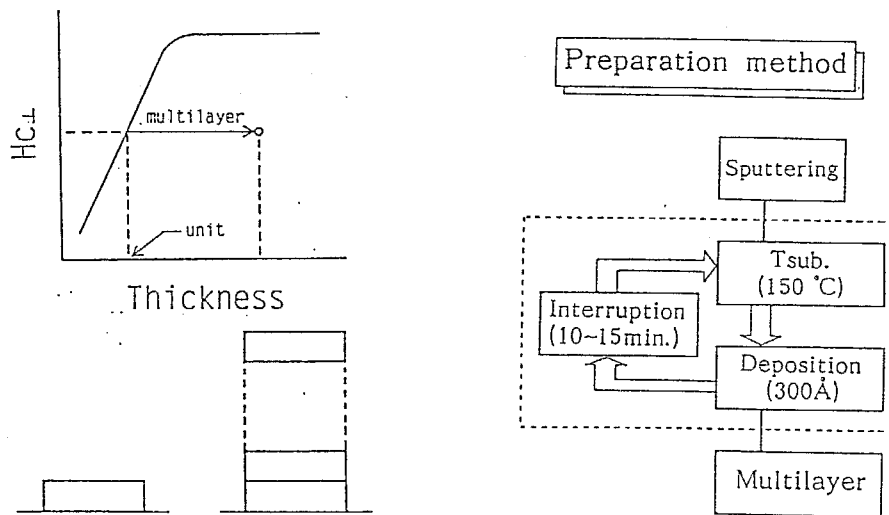 HC⊥
multilayer
unit
Thickness
Preparation method
Sputtering
Tsub.
(150 °C)
Interruption
(10~15min.)
Deposition
(300Å)
Multilayer